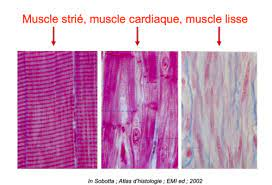 Muscle strié, muscle cardiaque, muscle lisse
In Sobotta ; Atlas d'histologie ; EMI ed ; 2002